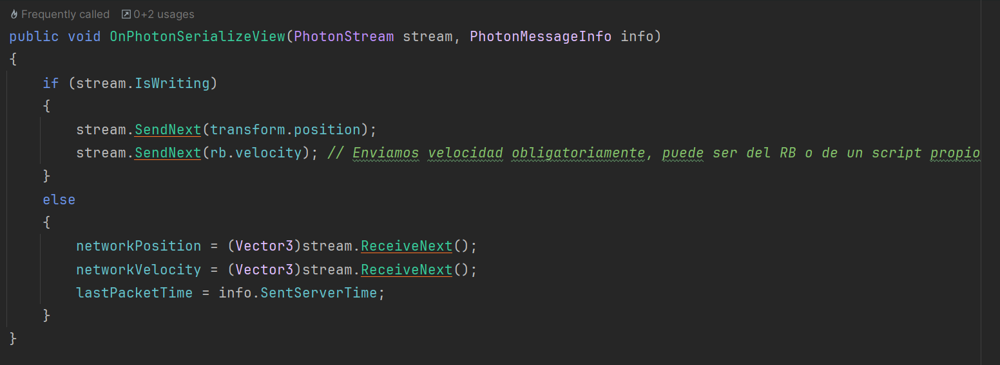 Frequently called 0+2 usages
public void OnPhotonSerializeView(PhotonStream stream, PhotonMessageInfo info)
{
if (stream.IsWriting)
{
stream.SendNext(transform.position);
stream.SendNext(rb.velocity); // Enviamos velocidad obligatoriamente, puede ser del RB o de un script propio
}
else
{
networkPosition = (Vector3)stream.ReceiveNext();
networkVelocity = (Vector3)stream.ReceiveNext();
lastPacketTime = info.SentServerTime;
}
}